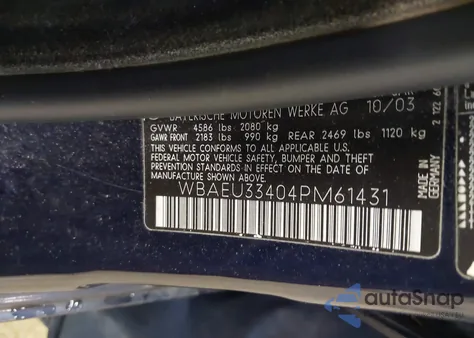 BAYERISCHE MOTOREN WERKE AG 10/03
GVWR 4586 lbs 2080 kg
GAWR FRONT 2183 lbs 990 kg REAR 2469 lbs 1120 kg
THIS VEHICLE CONFORMS TO ALL APPLICABLE U.S.
FEDERAL MOTOR VEHICLE SAFETY, BUMPER AND THEFT
PREVENTION STANDARDS IN EFFECT ON THE DATE OF
MANUFACTURE SHOWN ABOVE.
WBAEU33404PM61431
MADE IN
GERMANY
autoSnap